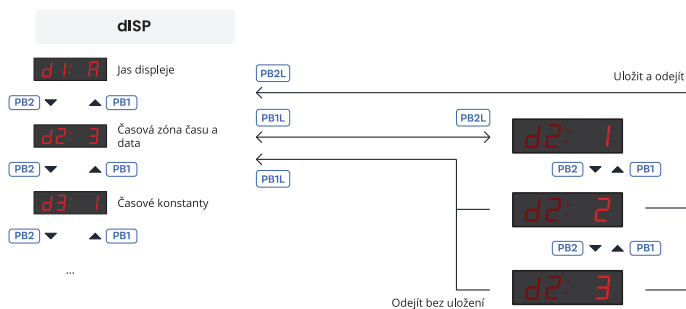 dISP
d1: A
Jas displeje
PB2L
Uložit a odejít
PB2
PB1
PB1L
PB2L
d2: 3
Časová zóna času a
data
d2: 1
PB2
PB1
PB2
PB1
PB1L
d3: 1
Časové konstanty
d2: 2
PB2
PB1
PB2
PB1
...
d2: 3
Odejít bez uložení